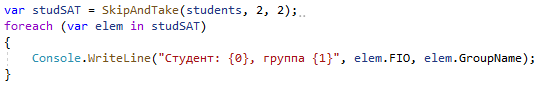 var studSAT = SkipAndTake(students, 2, 2);
foreach (var elem in studSAT)
{
    Console.WriteLine("Студент: {0}, группа {1}", elem.FIO, elem.GroupName);
}